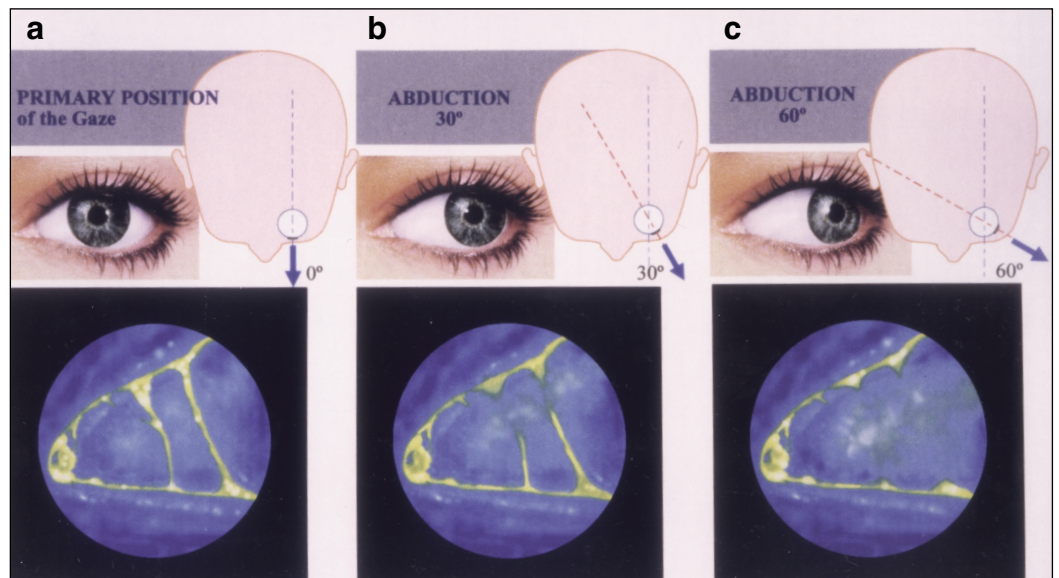 a
PRIMARY POSITION
of the Gaze
0º
b
ABDUCTION
30º
30º
c
ABDUCTION
60º
60º